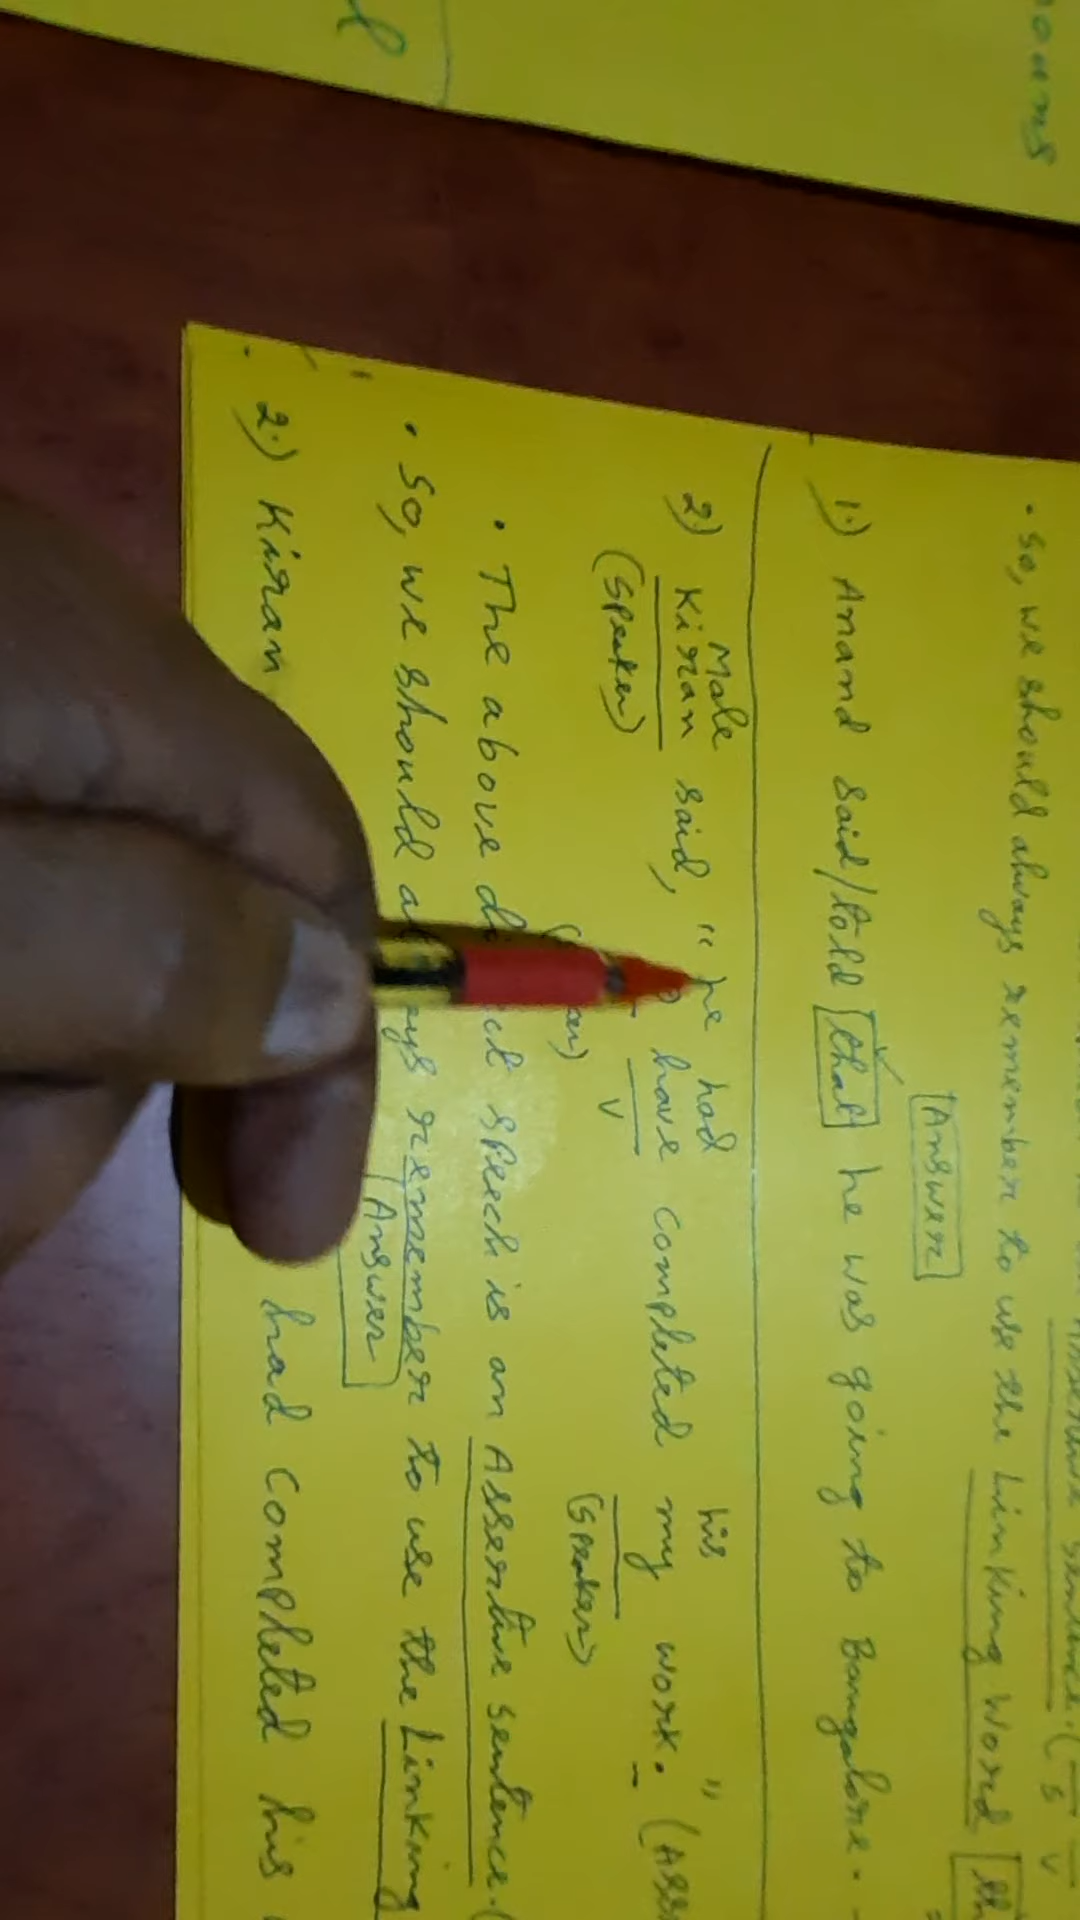 ouns
· So, we should always remember to use the Linking Word
Answer
1.) Anand said/told that he was going to Bangalore.
Male he had his
2) Kiran said, " have completed my work. "
(Speaker) V (Speaker)
· The above speech is an Assertive sentence.
· So, we should always remember to use the Linking
Answer
2.) Kiran had completed his